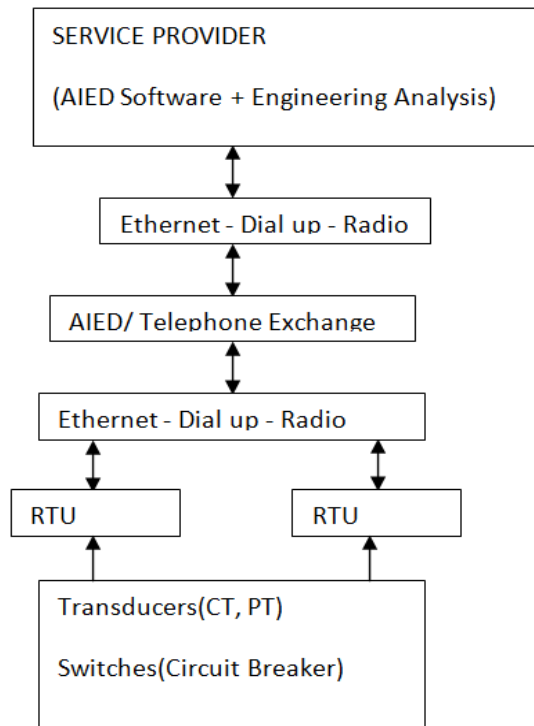 SERVICE PROVIDER
(AIED Software + Engineering Analysis)
Ethernet - Dial up - Radio
AIED/ Telephone Exchange
Ethernet - Dial up - Radio
RTU
RTU
Transducers(CT, PT)
Switches(Circuit Breaker)